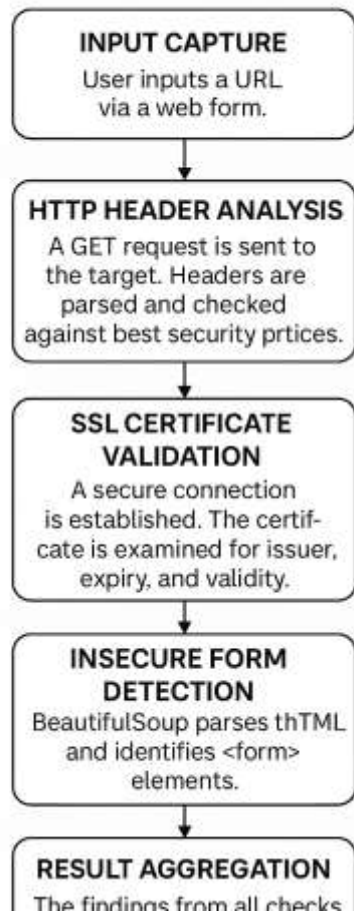 INPUT CAPTURE
User inputs a URL
via a web form.
HTTP HEADER ANALYSIS
A GET request is sent to
the target. Headers are
parsed and checked
against best security prtices.
SSL CERTIFICATE
VALIDATION
A secure connection
is established. The certif-
cate is examined for issuer,
expiry, and validity.
INSECURE FORM
DETECTION
BeautifulSoup parses thTML
and identifies <form>
elements.
RESULT AGGREGATION
The findings from all checks